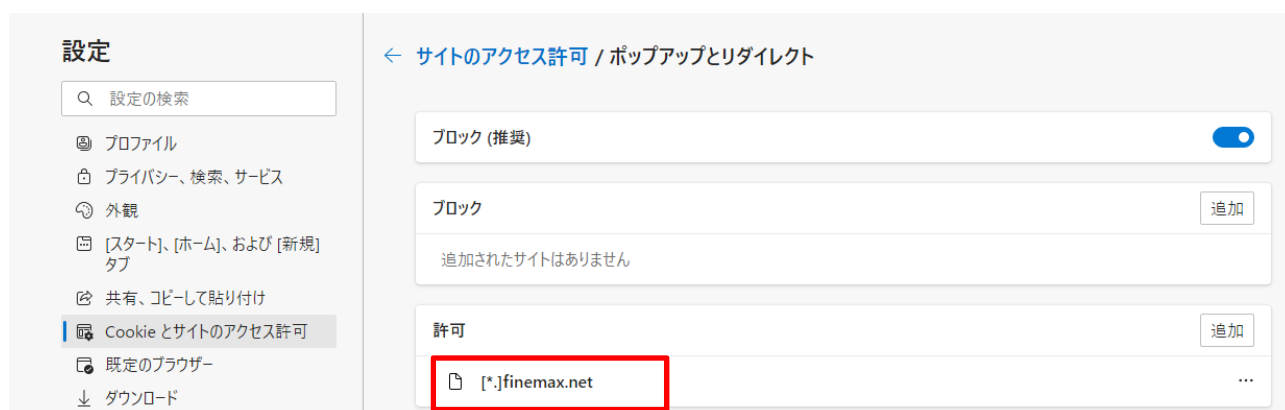 設定
設定の検索
プロファイル
プライバシー、検索、サービス
外観
[スタート]、[ホーム]、および [新規]
タブ
共有、コピーして貼り付け
Cookie とサイトのアクセス許可
既定のブラウザー
ダウンロード
← サイトのアクセス許可 / ポップアップとリダイレクト
ブロック (推奨)
ブロック
追加
追加されたサイトはありません
許可
追加
[*.]finemax.net
...